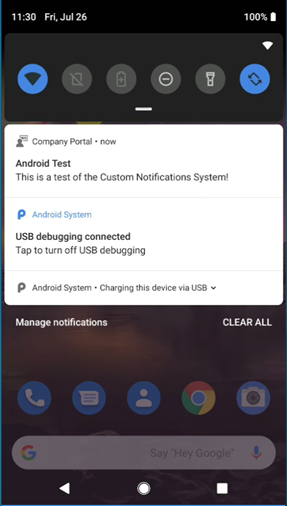 11:30 Fri, Jul 26 100%
Company Portal • now
Android Test
This is a test of the Custom Notifications System!
Android System
USB debugging connected
Tap to turn off USB debugging
Android System • Charging this device via USB
Manage notifications CLEAR ALL
G Say "Hey Google"